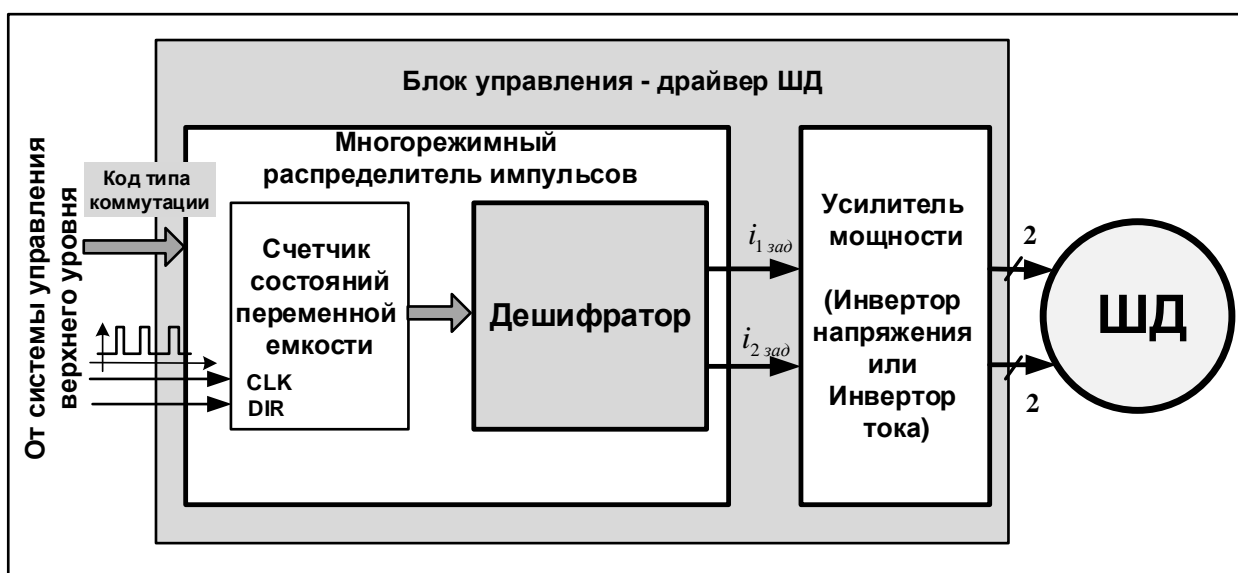 Блок управления - драйвер ШД
От системы управления
верхнего уровня
Код типа
коммутации
Многорежимный
распределитель импульсов
Счетчик
состояний
переменной
емкости
CLK
DIR
Дешифратор
i1 зад
i2 зад
Усилитель
мощности
(Инвертор
напряжения
или
Инвертор
тока)
2
2
ШД